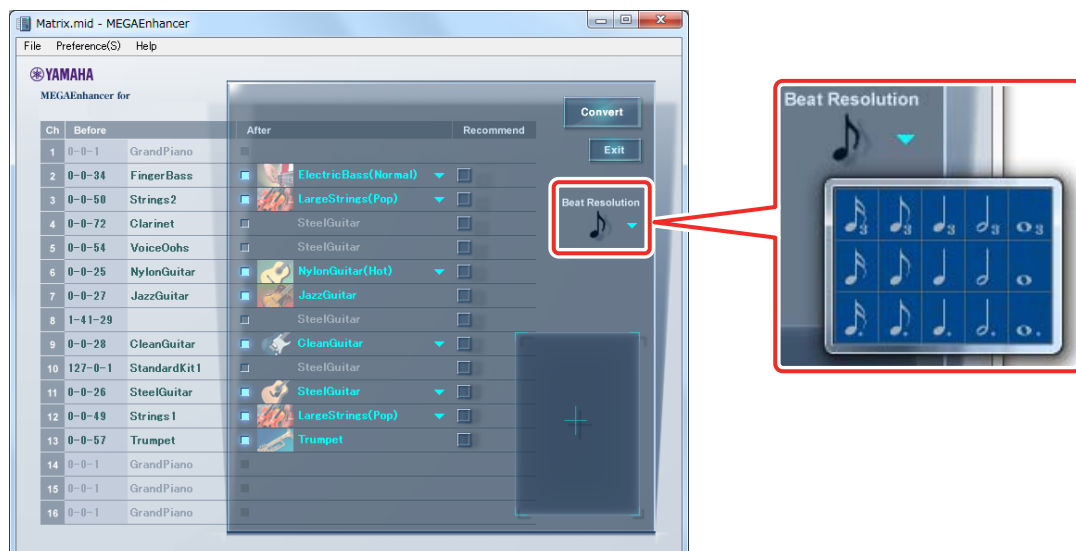 Matrix.mid - MEGAEnhancer
File Preference(S) Help
YAMAHA
MEGAEnhancer for
Convert
Exit
Beat Resolution
Ch Before After Recommend
1 0-0-1 GrandPiano
2 0-0-34 FingerBass ElectricBass(Normal)
3 0-0-50 Strings2 LargeStrings(Pop)
4 0-0-72 Clarinet SteelGuitar
5 0-0-54 VoiceOohs SteelGuitar
6 0-0-25 NylonGuitar NylonGuitar(Hot)
7 0-0-27 JazzGuitar JazzGuitar
8 1-41-29 SteelGuitar
9 0-0-28 CleanGuitar CleanGuitar
10 127-0-1 StandardKit1 SteelGuitar
11 0-0-26 SteelGuitar SteelGuitar
12 0-0-49 Strings1 LargeStrings(Pop)
13 0-0-57 Trumpet Trumpet
14 0-0-1 GrandPiano
15 0-0-1 GrandPiano
16 0-0-1 GrandPiano
Beat Resolution
3 3 3 3 3